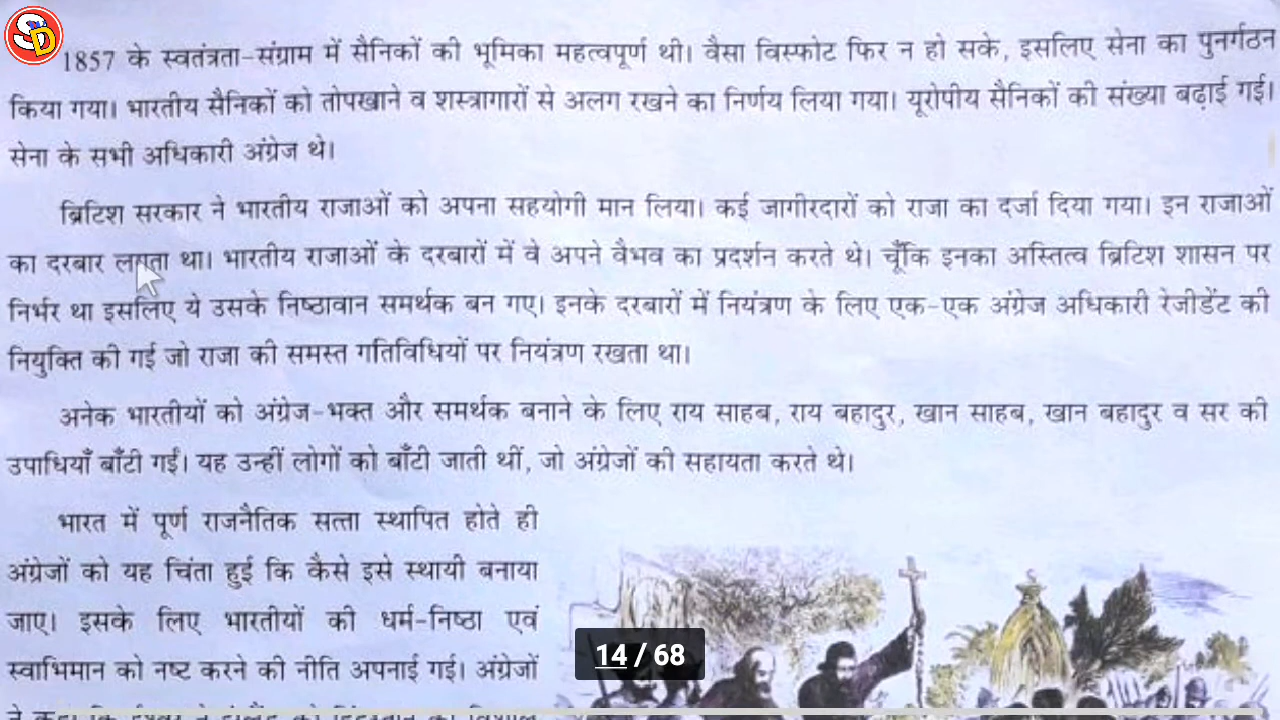 SD
1857 के स्वतंत्रता-संग्राम में सैनिकों की भूमिका महत्वपूर्ण थी। वैसा विस्फोट फिर न हो सके, इसलिए सेना का पुनर्गठन
किया गया। भारतीय सैनिकों को तोपखाने व शस्त्रागारों से अलग रखने का निर्णय लिया गया। यूरोपीय सैनिकों की संख्या बढ़ाई गई।
सेना के सभी अधिकारी अंग्रेज थे।
ब्रिटिश सरकार ने भारतीय राजाओं को अपना सहयोगी मान लिया। कई जागीरदारों को राजा का दर्जा दिया गया। इन राजाओं
का दरबार लगता था। भारतीय राजाओं के दरबारों में वे अपने वैभव का प्रदर्शन करते थे। चूँकि इनका अस्तित्व ब्रिटिश शासन पर
निर्भर था इसलिए ये उसके निष्ठावान समर्थक बन गए। इनके दरबारों में नियंत्रण के लिए एक-एक अंग्रेज अधिकारी रेजीडेंट की
नियुक्ति की गई जो राजा की समस्त गतिविधियों पर नियंत्रण रखता था।
अनेक भारतीयों को अंग्रेज-भक्त और समर्थक बनाने के लिए राय साहब, राय बहादुर, खान साहब, खान बहादुर व सर की
उपाधियाँ बाँटी गईं। यह उन्हीं लोगों को बाँटी जाती थीं, जो अंग्रेजों की सहायता करते थे।
भारत में पूर्ण राजनैतिक सत्ता स्थापित होते ही
अंग्रेजों को यह चिंता हुई कि कैसे इसे स्थायी बनाया
जाए। इसके लिए भारतीयों की धर्म-निष्ठा एवं
स्वाभिमान को नष्ट करने की नीति अपनाई गई। अंग्रेजों
14 / 68